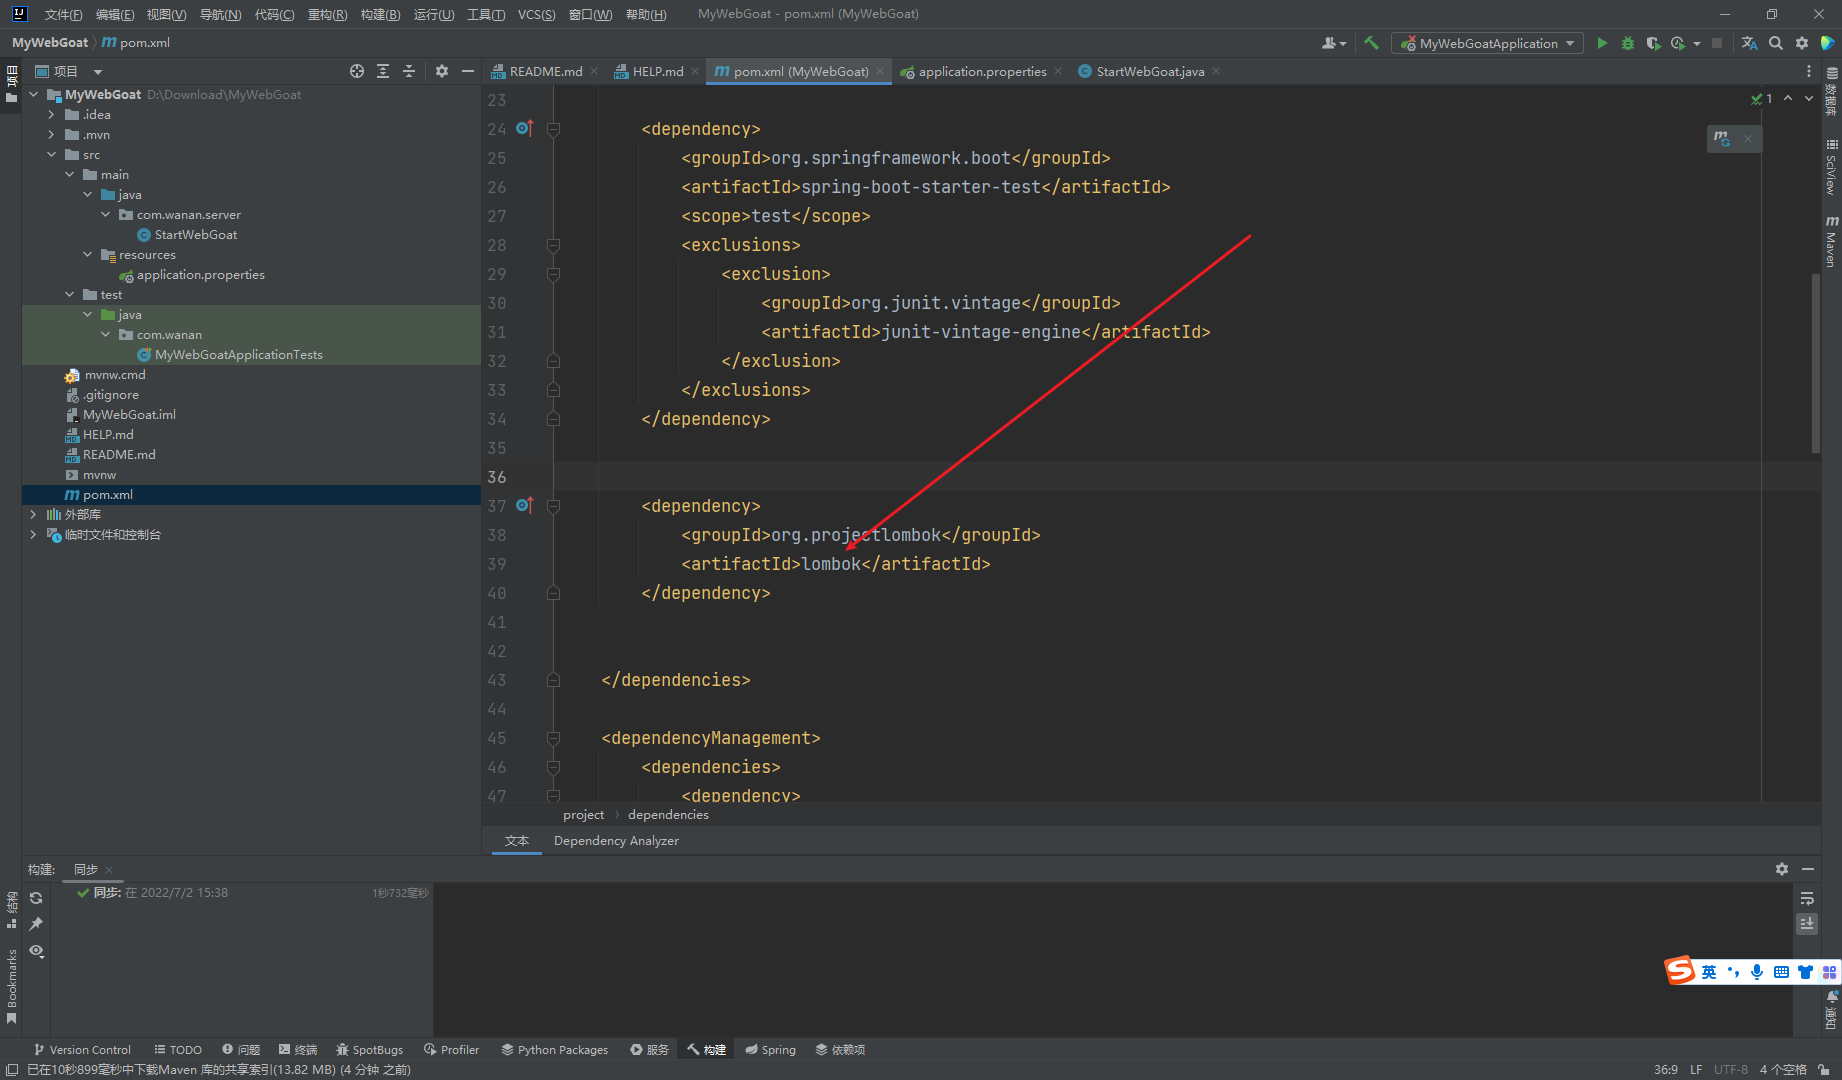 文件(F) 编辑(E) 视图(V) 导航(N) 代码(C) 重构(R) 构建(B) 运行(U) 工具(T) VCS(S) 窗口(W) 帮助(H) MyWebGoat - pom.xml (MyWebGoat)
MyWebGoat pom.xml MyWebGoatApplication
项目 README.md HELP.md pom.xml (MyWebGoat) application.properties StartWebGoat.java
MyWebGoat D:\Download\MyWebGoat
.idea
.mvn
src
main
java
com.wanan.server
StartWebGoat
resources
application.properties
test
java
com.wanan
MyWebGoatApplicationTests
mvnw.cmd
.gitignore
MyWebGoat.iml
HELP.md
README.md
mvnw
pom.xml
外部库
临时文件和控制台
23
24 <dependency>
25 <groupId>org.springframework.boot</groupId>
26 <artifactId>spring-boot-starter-test</artifactId>
27 <scope>test</scope>
28 <exclusions>
29 <exclusion>
30 <groupId>org.junit.vintage</groupId>
31 <artifactId>junit-vintage-engine</artifactId>
32 </exclusion>
33 </exclusions>
34 </dependency>
35
36
37 <dependency>
38 <groupId>org.projectlombok</groupId>
39 <artifactId>lombok</artifactId>
40 </dependency>
41
42
43 </dependencies>
44
45 <dependencyManagement>
46 <dependencies>
47 <dependency>
1
项目
数据库
SciView
Maven
通知
project dependencies
文本 Dependency Analyzer
构建: 同步
同步: 在 2022/7/2 15:38 1秒732毫秒
结构
Bookmarks
英
Version Control TODO 问题 终端 SpotBugs Profiler Python Packages 服务 构建 Spring 依赖项
已在10秒899毫秒中下载Maven 库的共享索引(13.82 MB) (4 分钟 之前) 36:9 LF UTF-8 4 个空格